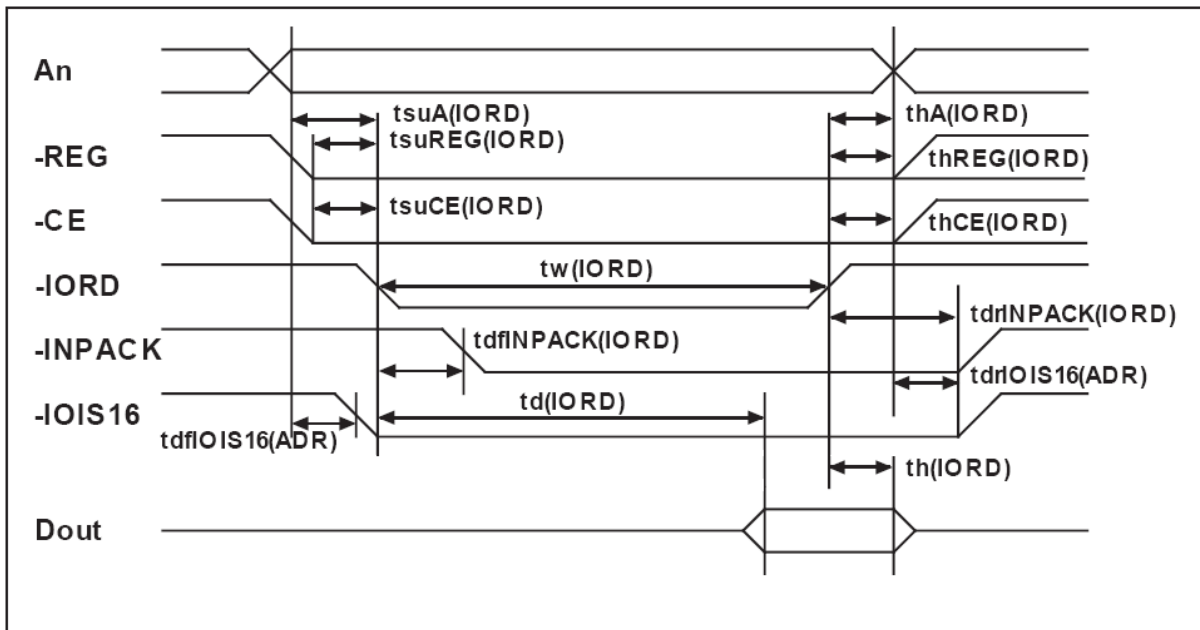 An
tsuA(IORD)
thA(IORD)
tsuREG(IORD)
-REG
thREG(IORD)
tsuCE(IORD)
-CE
thCE(IORD)
tw(IORD)
-IORD
tdrINPACK(IORD)
tdfINPACK(IORD)
-INPACK
tdrIOIS16(ADR)
td(IORD)
-IOIS16
tdfIOIS16(ADR)
th(IORD)
Dout